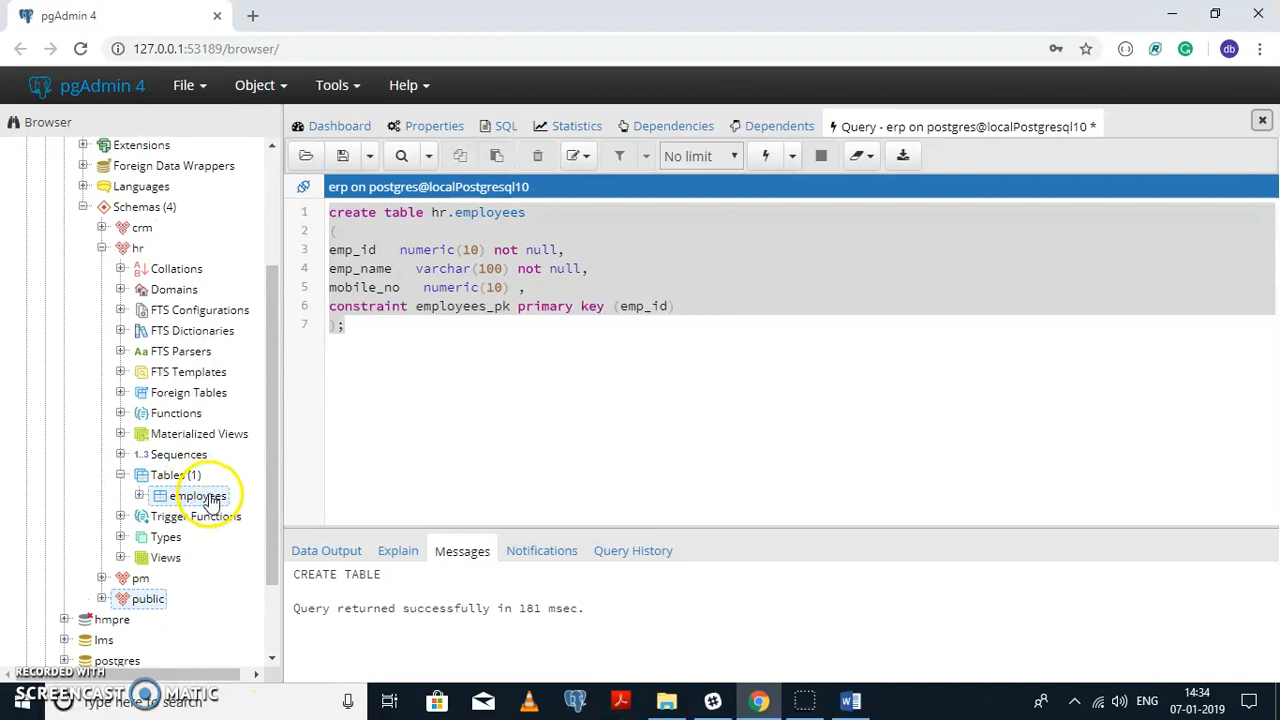 pgAdmin 4
127.0.0.1:53189/browser/
db
pgAdmin 4 File Object Tools Help
Browser
Dashboard Properties SQL Statistics Dependencies Dependents Query - erp on postgres@localPostgresql10 *
No limit
erp on postgres@localPostgresql10
Extensions
Foreign Data Wrappers
Languages
Schemas (4)
crm
hr
Collations
Domains
FTS Configurations
FTS Dictionaries
Aa FTS Parsers
FTS Templates
Foreign Tables
Functions
Materialized Views
1..3 Sequences
Tables (1)
employees
Trigger Functions
Types
Views
pm
public
hmpre
lms
postgres
1 create table hr.employees
2 (
3 emp_id numeric(10) not null,
4 emp_name varchar(100) not null,
5 mobile_no numeric(10) ,
6 constraint employees_pk primary key (emp_id)
7 );
Data Output Explain Messages Notifications Query History
CREATE TABLE
Query returned successfully in 181 msec.
RECORDED WITH
SCREENCAST MATIC
Type here to search
ENG
14:34
07-01-2019